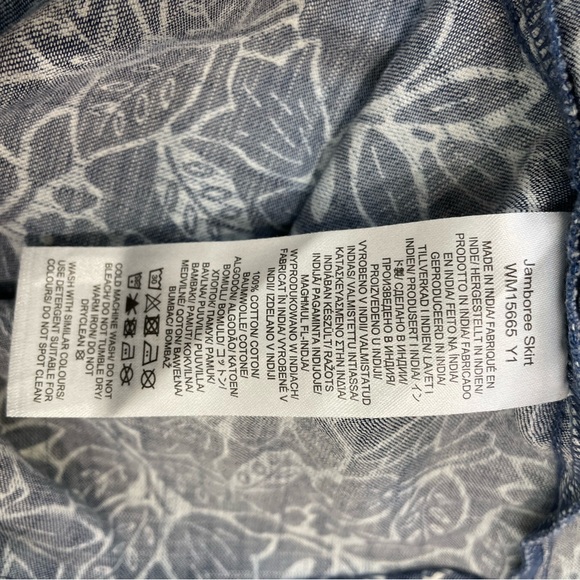 Jamboree Skirt
WM15665 Y1
MADE IN INDIA/ FABRIQUÉ EN
INDE/ HERGESTELLT IN INDIEN/
PRODOTTO IN INDIA/ FABRICADO
EN INDIA/ FEITO NA ÍNDIA/
GEPRODUCEERD IN INDIA/
TILLVERKAD I INDIEN/ LAVET I
INDIEN/ PRODUSERT I INDIA/ イン
ド製/ СДЕЛАНО В ИНДИИ/
ПРОИЗВЕДЕНО В ИНДИЯ/
PROIZVEDENO U INDIJI/
VYROBENO V INDII/ VALMISTATUD
INDIAS/ VALMISTETTU INTIASSA/
ΚΑΤΑΣΚΕΥΑΖΕΤΑΙ ΣΤΗΝ ΙΝΔΙΑ/
INDIÁBAN KÉSZÜLT/ RAŽOTS
INDIJĀ/ PAGAMINTA INDIJOJE/
MAGĦMUL FL-INDJA/
WYPRODUKOWANO W INDIACH/
FABRICAT ÎN INDIA/ VYROBENÉ V
INDII/ IZDELANO V INDIJI
100% COTTON/ COTON/
BAUMWOLLE/ COTONE/
ALGODÓN/ ALGODÃO/ KATOEN/
BOMULL/ BOMULD/ コットン/
ХЛОПОК/ ПАМУК/ PAMUK/
BAVLNA/ PUUVILL/ PUUVILLA/
ΒΑΜΒΑΚΙ/ PAMUT/ KOKVILNA/
MEDVILNĖ/ QOTON/ BAWEŁNA/
BUMBAC/ BOMBAŽ
COLD MACHINE WASH/ DO NOT
BLEACH/ DO NOT TUMBLE DRY/
WARM IRON/ DO NOT
DRYCLEAN
WASH WITH SIMILAR COLOURS/
USE DETERGENT SUITABLE FOR
COLOURS/ DO NOT SPOT CLEAN/